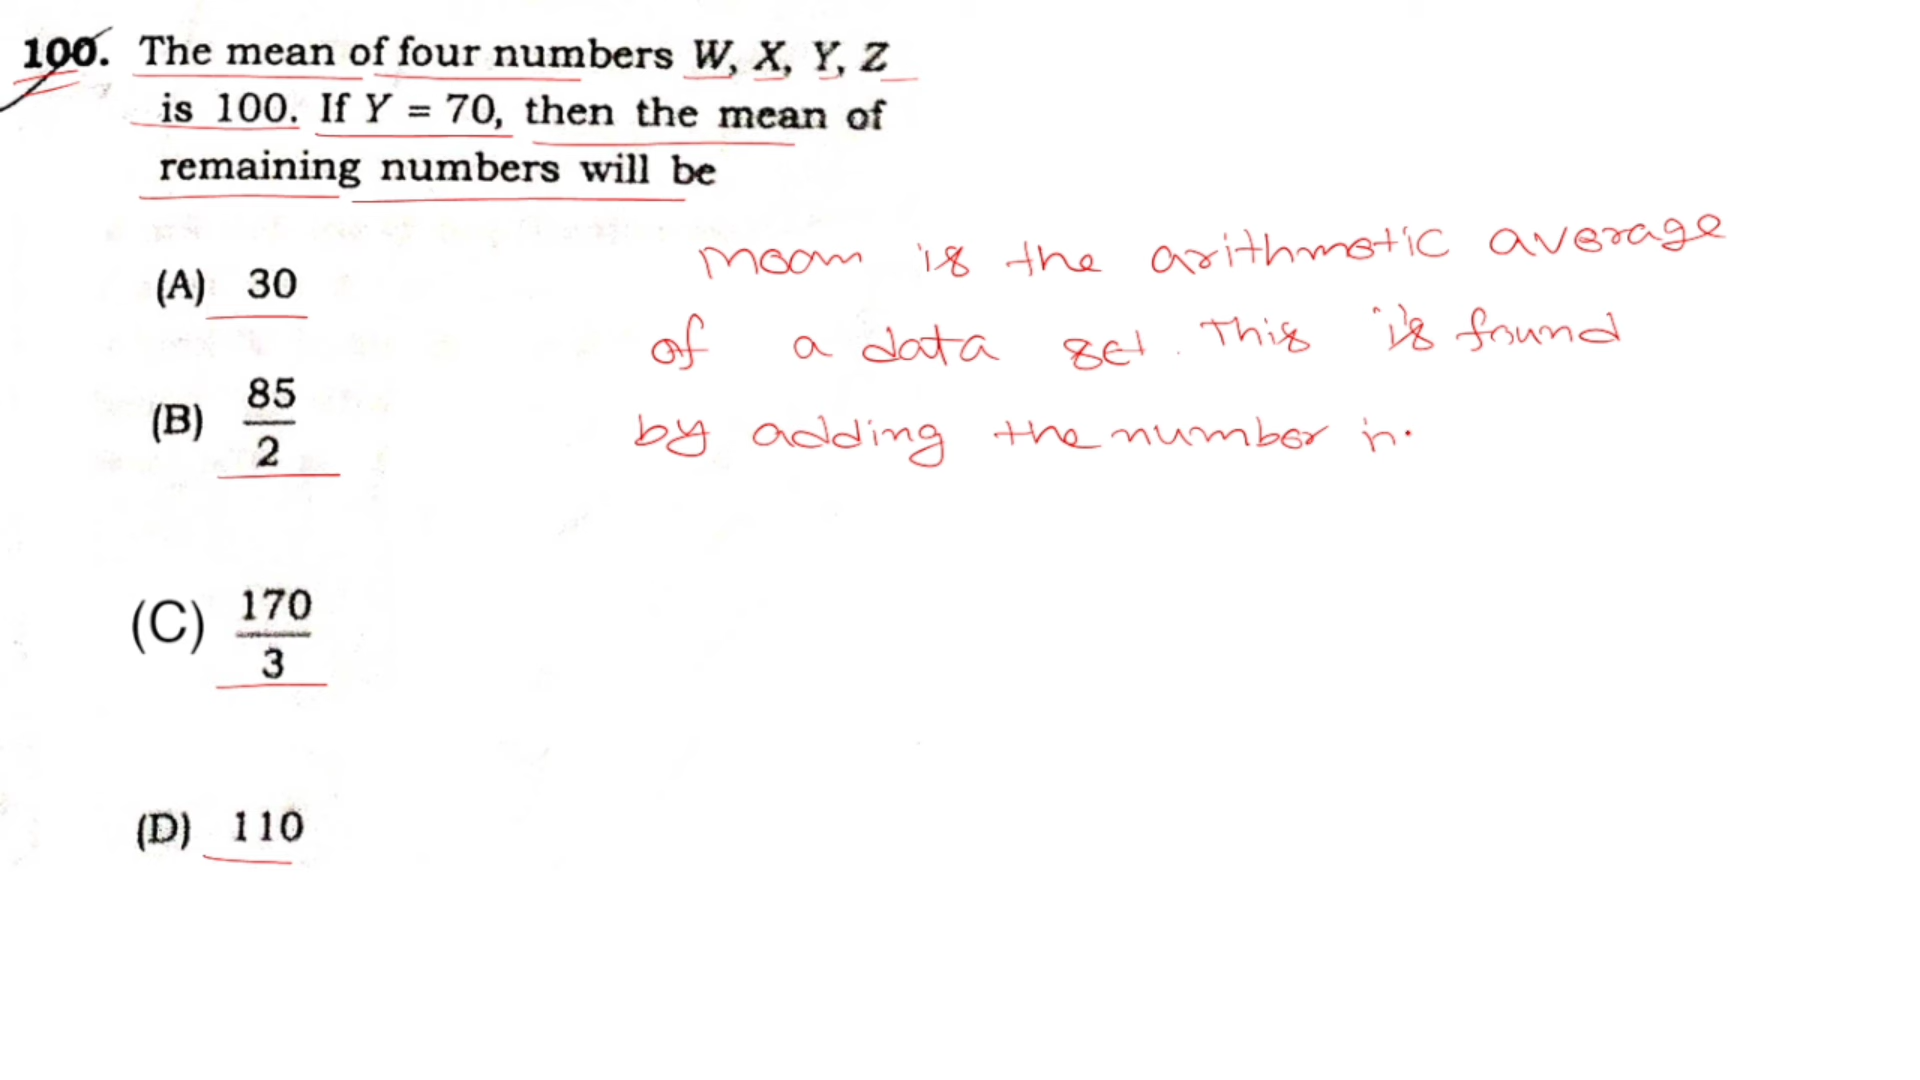 100. The mean of four numbers W, X, Y, Z
is 100. If Y = 70, then the mean of
remaining numbers will be
mean is the arithmetic average
(A) 30
of a data set. This is found
(B) 85/2
by adding the number in.
(C) 170/3
(D) 110